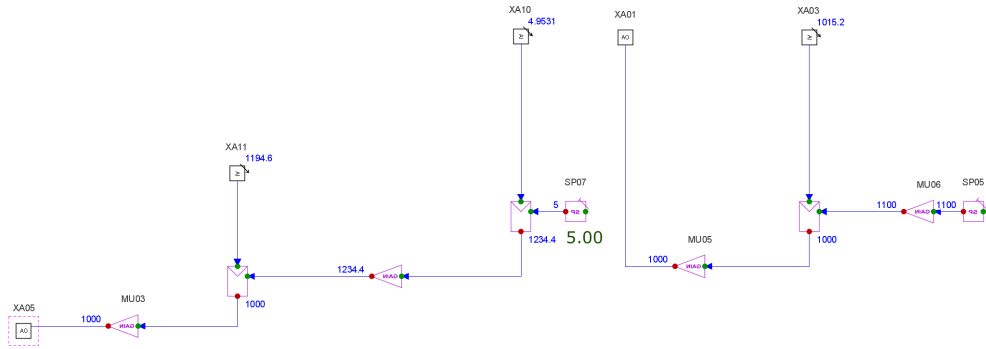 XA10
4.9531
XA01
XA03
1015.2
AO
XA11
1194.6
SP07
5
SP
1234.4
5.00
MU06
SP05
1100
GAIN
1100
SP
1000
MU05
1000
GAIN
1234.4
GAIN
1000
XA05
MU03
1000
GAIN
AO